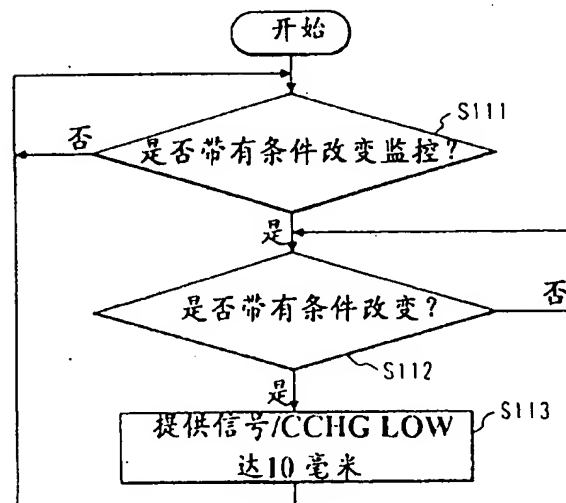 开始
S111
否
是否带有条件改变监控?
是
是否带有条件改变?
否
S112
是
S113
提供信号/CCHG LOW
达10 毫米